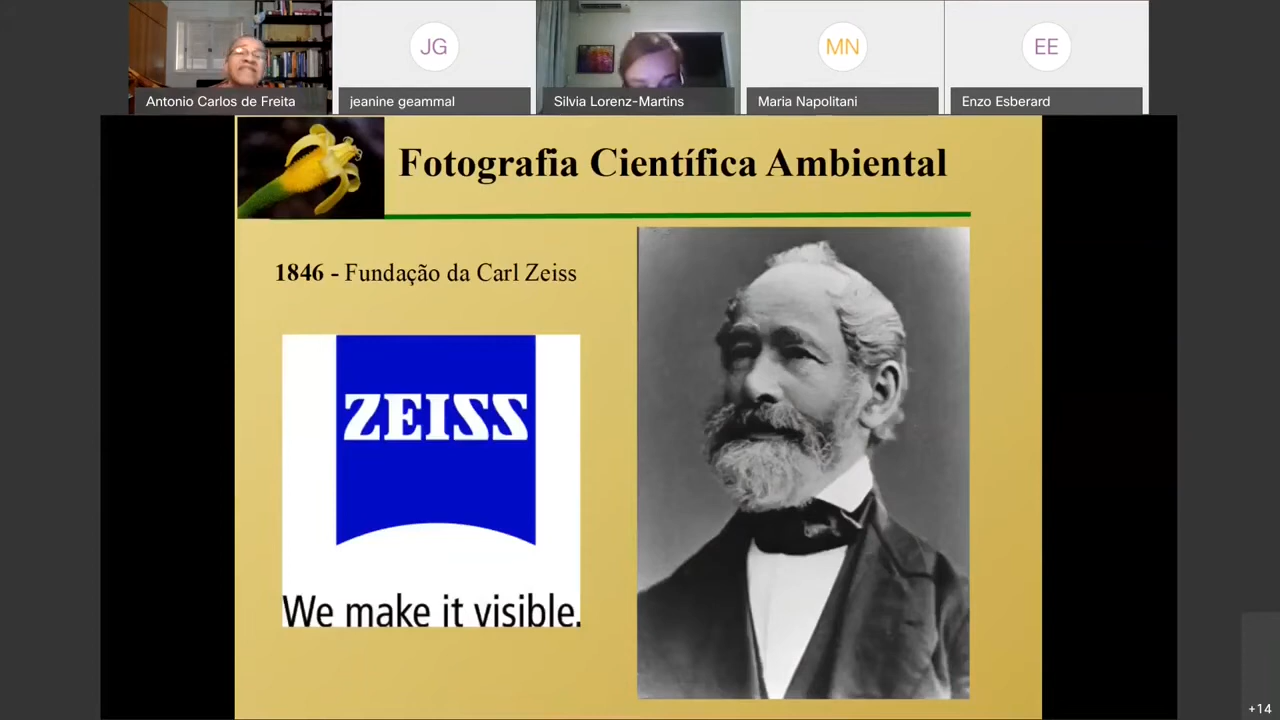 JG
MN
EE
Antonio Carlos de Freita
jeanine geammal
Silvia Lorenz-Martins
Maria Napolitani
Enzo Esberard
Fotografia Científica Ambiental
1846 - Fundação da Carl Zeiss
ZEISS
We make it visible.
+14